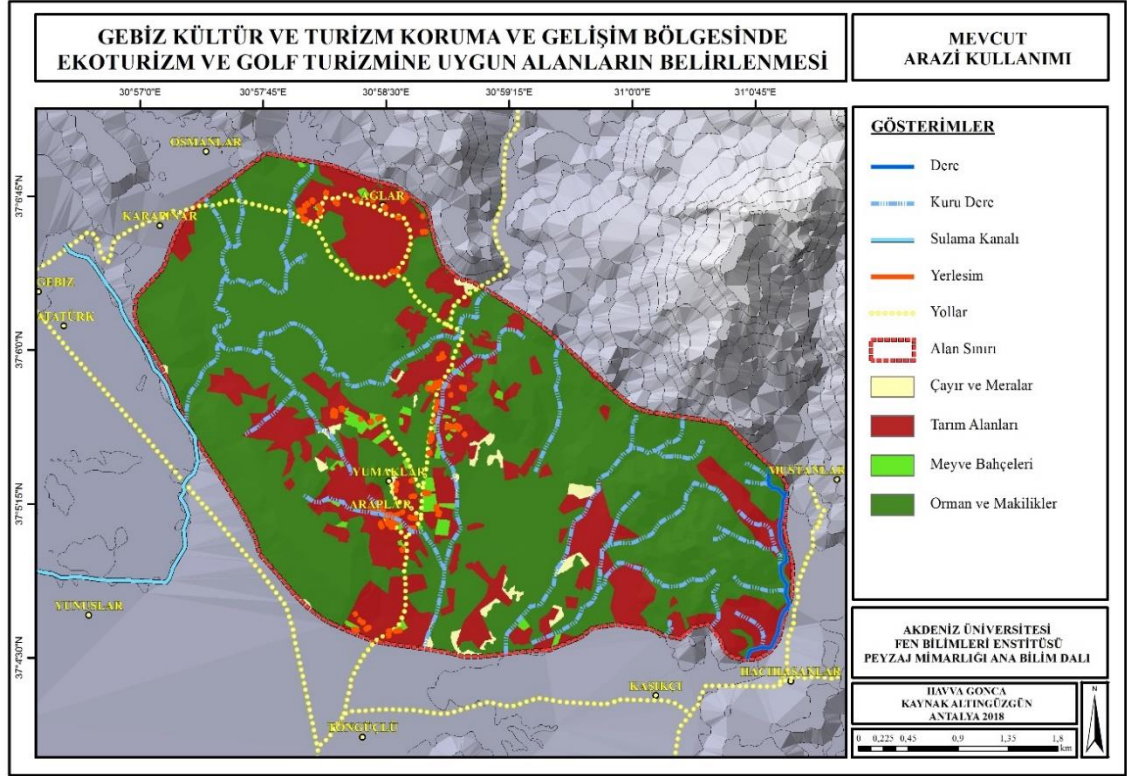 GEBİZ KÜLTÜR VE TURİZM KORUMA VE GELİŞİM BÖLGESİNDE
EKOTURİZM VE GOLF TURİZMİNE UYGUN ALANLARIN BELİRLENMESİ
MEVCUT
ARAZİ KULLANIMI
30°57'0"E
30°57'45"E
30°58'30"E
30°59'15"E
31°0'0"E
31°0'45"E
37°6'45"N
37°6'0"N
37°5'15"N
37°4'30"N
OSMANLAR
AĞLAR
KARAPINAR
GEBİZ
ATATÜRK
YUMAKLAR
ARAPLAR
MUSTANLAR
YUNUSLAR
HACIHASANLAR
KAŞIKÇI
TONGÜÇLÜ
GÖSTERİMLER
Dere
Kuru Dere
Sulama Kanalı
Yerlesim
Yollar
Alan Sınırı
Çayır ve Meralar
Tarım Alanları
Meyve Bahçeleri
Orman ve Makilikler
AKDENİZ ÜNİVERSİTESİ
FEN BİLİMLERİ ENSTİTÜSÜ
PEYZAJ MİMARLIĞI ANA BİLİM DALI
HAVVA GONCA
KAYNAK ALTINGÜZGÜN
ANTALYA 2018
N
0 0,225 0,45 0,9 1,35 1,8
km